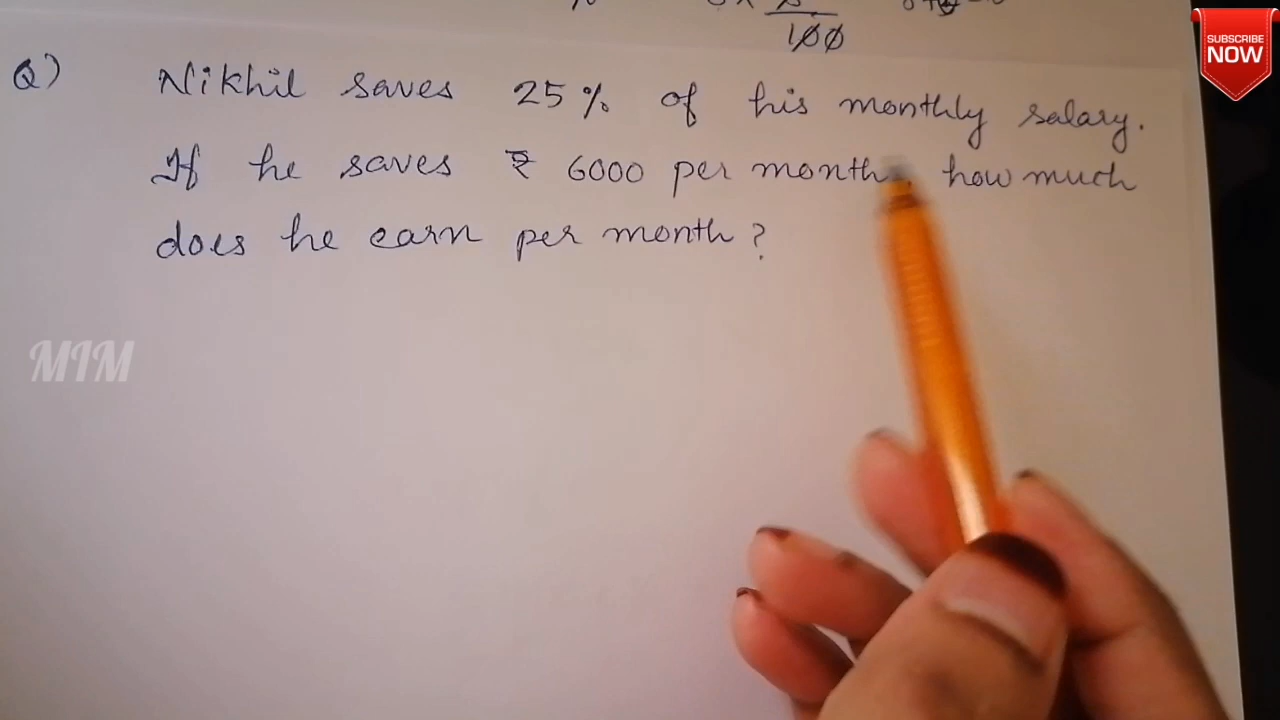 100
Q) Nikhil saves 25% of his monthly salary.
If he saves ₹ 6000 per month, how much
does he earn per month?
MIM
SUBSCRIBE
NOW